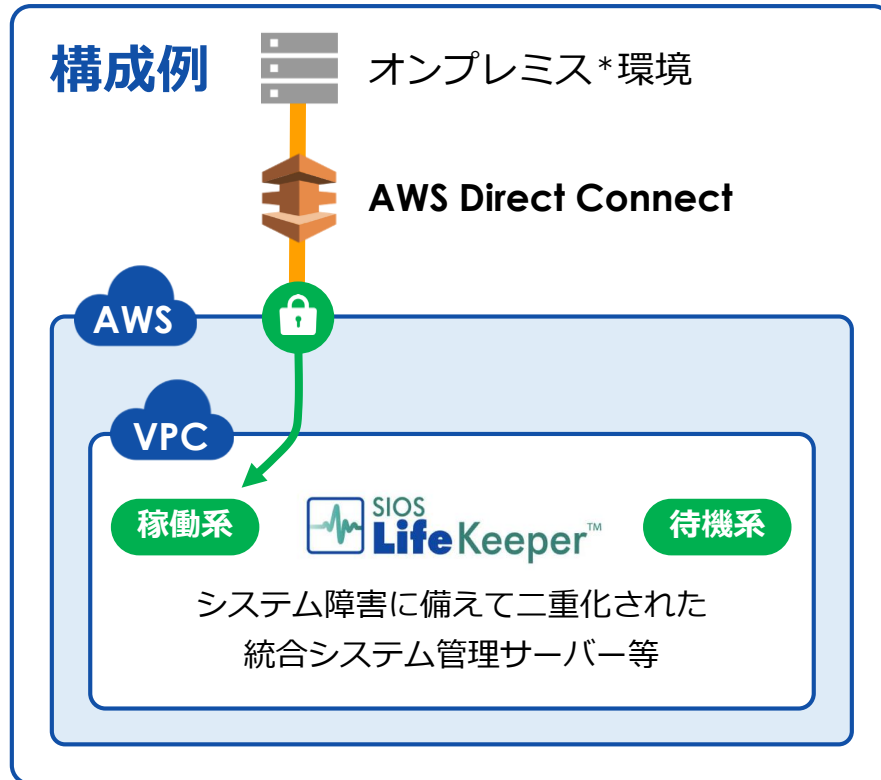 構成例
オンプレミス*環境
AWS Direct Connect
AWS
VPC
稼働系
SIOS
LifeKeeper™
待機系
システム障害に備えて二重化された
統合システム管理サーバー等